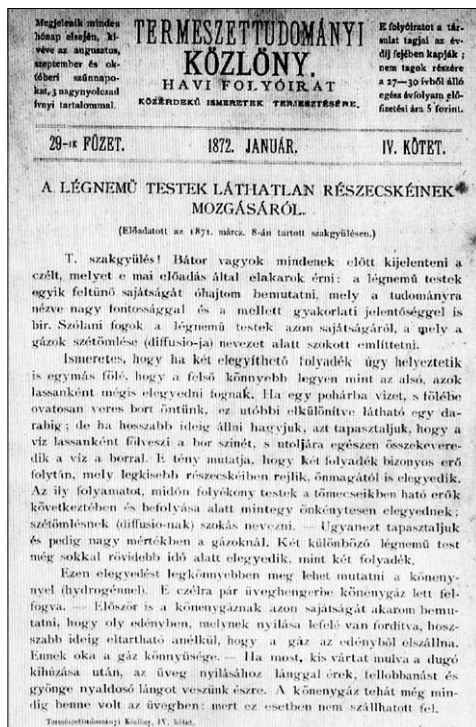 Megjelenik minden
hónap elsején, ki-
véve az augusztus,
szeptember és ok-
tóberi szünnapo-
kat, 3 nagynyolczad
ívnyi tartalommal.
TERMÉSZETTUDOMÁNYI
KÖZLÖNY.
HAVI FOLYÓIRAT
KÖZÉRDEKŰ ISMERETEK TERJESZTÉSÉRE.
E folyóiratot a tár-
sulat tagjai az év-
díj fejében kapják;
nem tagok részére
a 27—30 ívből álló
egész évfolyam elő-
fizetési ára 5 forint.
29-IK FÜZET. 1872. JANUÁR. IV. KÖTET.
A LÉGNEMŰ TESTEK LÁTHATLAN RÉSZECSKÉINEK
MOZGÁSÁRÓL.
(Előadatott az 1871. márcz. 8-án tartott szakgyülésen.)
T. szakgyülés! Bátor vagyok mindenek előtt kijelenteni a
czélt, melyet e mai előadás által elakarok érni: a légnemű testek
egyik feltünő sajátságát óhajtom bemutatni, mely a tudományra
nézve nagy fontossággal és a mellett gyakorlati jelentőséggel is
bir. Szólani fogok a légnemű testek azon sajátságáról, a mely a
gázok szétömlése (diffusio-ja) nevezet alatt szokott említtetni.
Ismeretes, hogy ha két elegyíthető folyadék úgy helyeztetik
is egymás fölé, hogy a felső könnyebb legyen mint az alsó, azok
lassanként mégis elegyedni fognak. Ha egy pohárba vizet, s fölébe
ovatosan veres bort öntünk, ez utóbbi elkülönítve látható egy da-
rabig; de ha hosszabb ideig állni hagyjuk, azt tapasztaljuk, hogy a
víz lassanként fölveszi a bor szinét, s utoljára egészen összekevere-
dik a víz a borral. E tény mutatja, hogy két folyadék bizonyos erő
folytán, mely legkisebb részecskéiben rejlik, önmagától is elegyedik.
Az ily folyamatot, midőn folyékony testek a tömecseikben ható erők
következtében és befolyása alatt mintegy önkénytesen elegyednek;
szétömlésnek (diffusio-nak) szokás nevezni. — Ugyanezt tapasztaljuk
és pedig nagy mértékben a gázoknál. Két különböző légnemű test
még sokkal rövidebb idő alatt elegyedik, mint két folyadék.
Ezen elegyedést legkönnyebben meg lehet mutatni a köneny-
nyel (hydrogénnel). E czélra pár üveghengerbe könenygáz lett fel-
fogva. — Először is a könenygáznak azon sajátságát akarom bemu-
tatni, hogy oly edényben, melynek nyilása lefelé van fordítva, hosz-
szabb ideig eltartható anélkül, hogy a gáz az edényből elszállna.
Ennek oka a gáz könnyüsége. — Ha most, kis vártat mulva a dugó
kihúzása után, az üveg nyilásához lánggal érek, fellobbanást és
gyönge nyaldosó lángot veszünk észre. A könenygáz tehát még min-
dig benne volt az üvegben: mert ez esetben nem szállhatott fel.
Természettudományi Közlöny, IV. kötet.